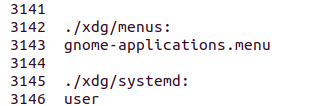 3141
3142 ./xdg/menus:
3143 gnome-applications.menu
3144
3145 ./xdg/systemd:
3146 user